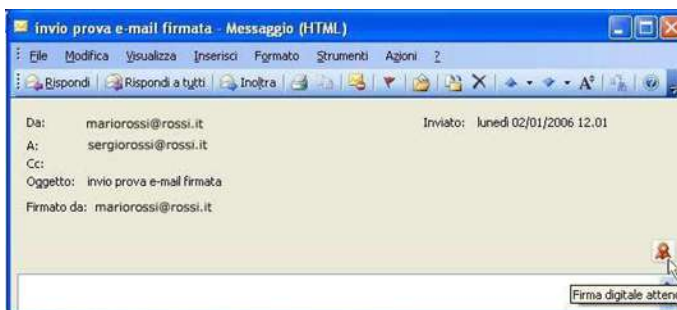 invio prova e-mail firmata - Messaggio (HTML)
File Modifica Visualizza Inserisci Formato Strumenti Azioni ?
Rispondi Rispondi a tutti Inoltra
Da: mariorossi@rossi.it Inviato: lunedì 02/01/2006 12.01
A: sergiorossi@rossi.it
Cc:
Oggetto: invio prova e-mail firmata
Firmato da: mariorossi@rossi.it
Firma digitale atten